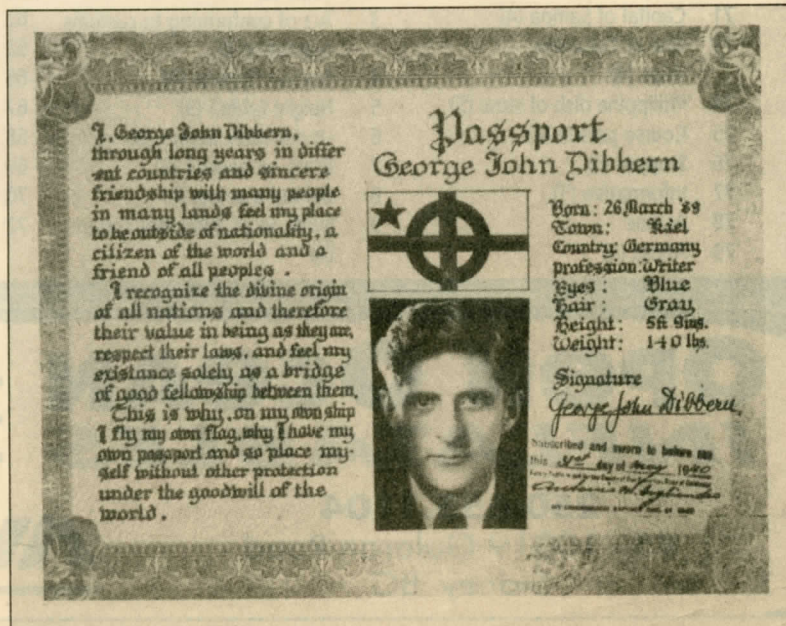 I, George John Dibbern,
through long years in differ
ent countries and sincere
friendship with many people
in many lands feel my place
to be outside of nationality, a
citizen of the world and a
friend of all peoples .
I recognize the divine origin
of all nations and therefore
their value in being as they are,
respect their laws, and feel my
existance solely as a bridge
of good fellowship between them.
This is why, on my own ship
I fly my own flag, why I have my
own passport and so place my-
self without other protection
under the goodwill of the
world .
Passport
George John Dibbern
Born: 26 March '89
Town: Kiel
Country: Germany
Profession: Writer
Eyes: Blue
Hair: Gray
Height: 5ft 9ins.
Weight: 140 lbs.
Signature
George John Dibbern,
Subscribed and sworn to before me
this day of May 1940